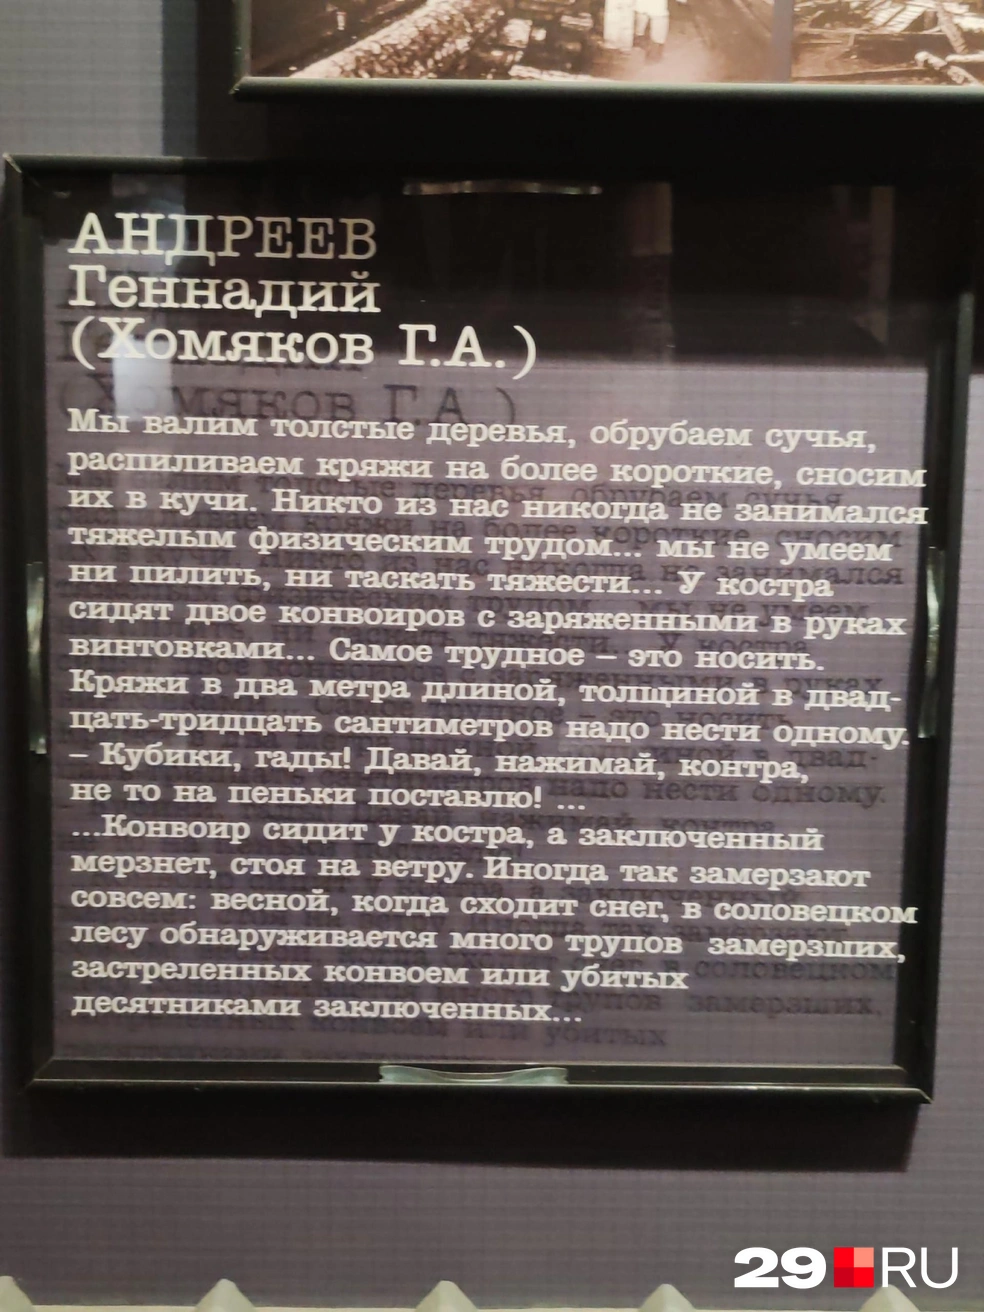 АНДРЕЕВ
Геннадий
(Хомяков Г.А.)
Мы валим толстые деревья, обрубаем сучья,
распиливаем кряжи на более короткие, сносим
их в кучи. Никто из нас никогда не занимался
тяжелым физическим трудом... мы не умеем
ни пилить, ни таскать тяжести... У костра
сидят двое конвоиров с заряженными в руках
винтовками... Самое трудное – это носить.
Кряжи в два метра длиной, толщиной в двад-
цать-тридцать сантиметров надо нести одному.
– Кубики, гады! Давай, нажимай, контра,
не то на пеньки поставлю! ...
...Конвоир сидит у костра, а заключенный
мерзнет, стоя на ветру. Иногда так замерзают
совсем: весной, когда сходит снег, в соловецком
лесу обнаруживается много трупов замерзших,
застреленных конвоем или убитых
десятниками заключенных...
29.RU